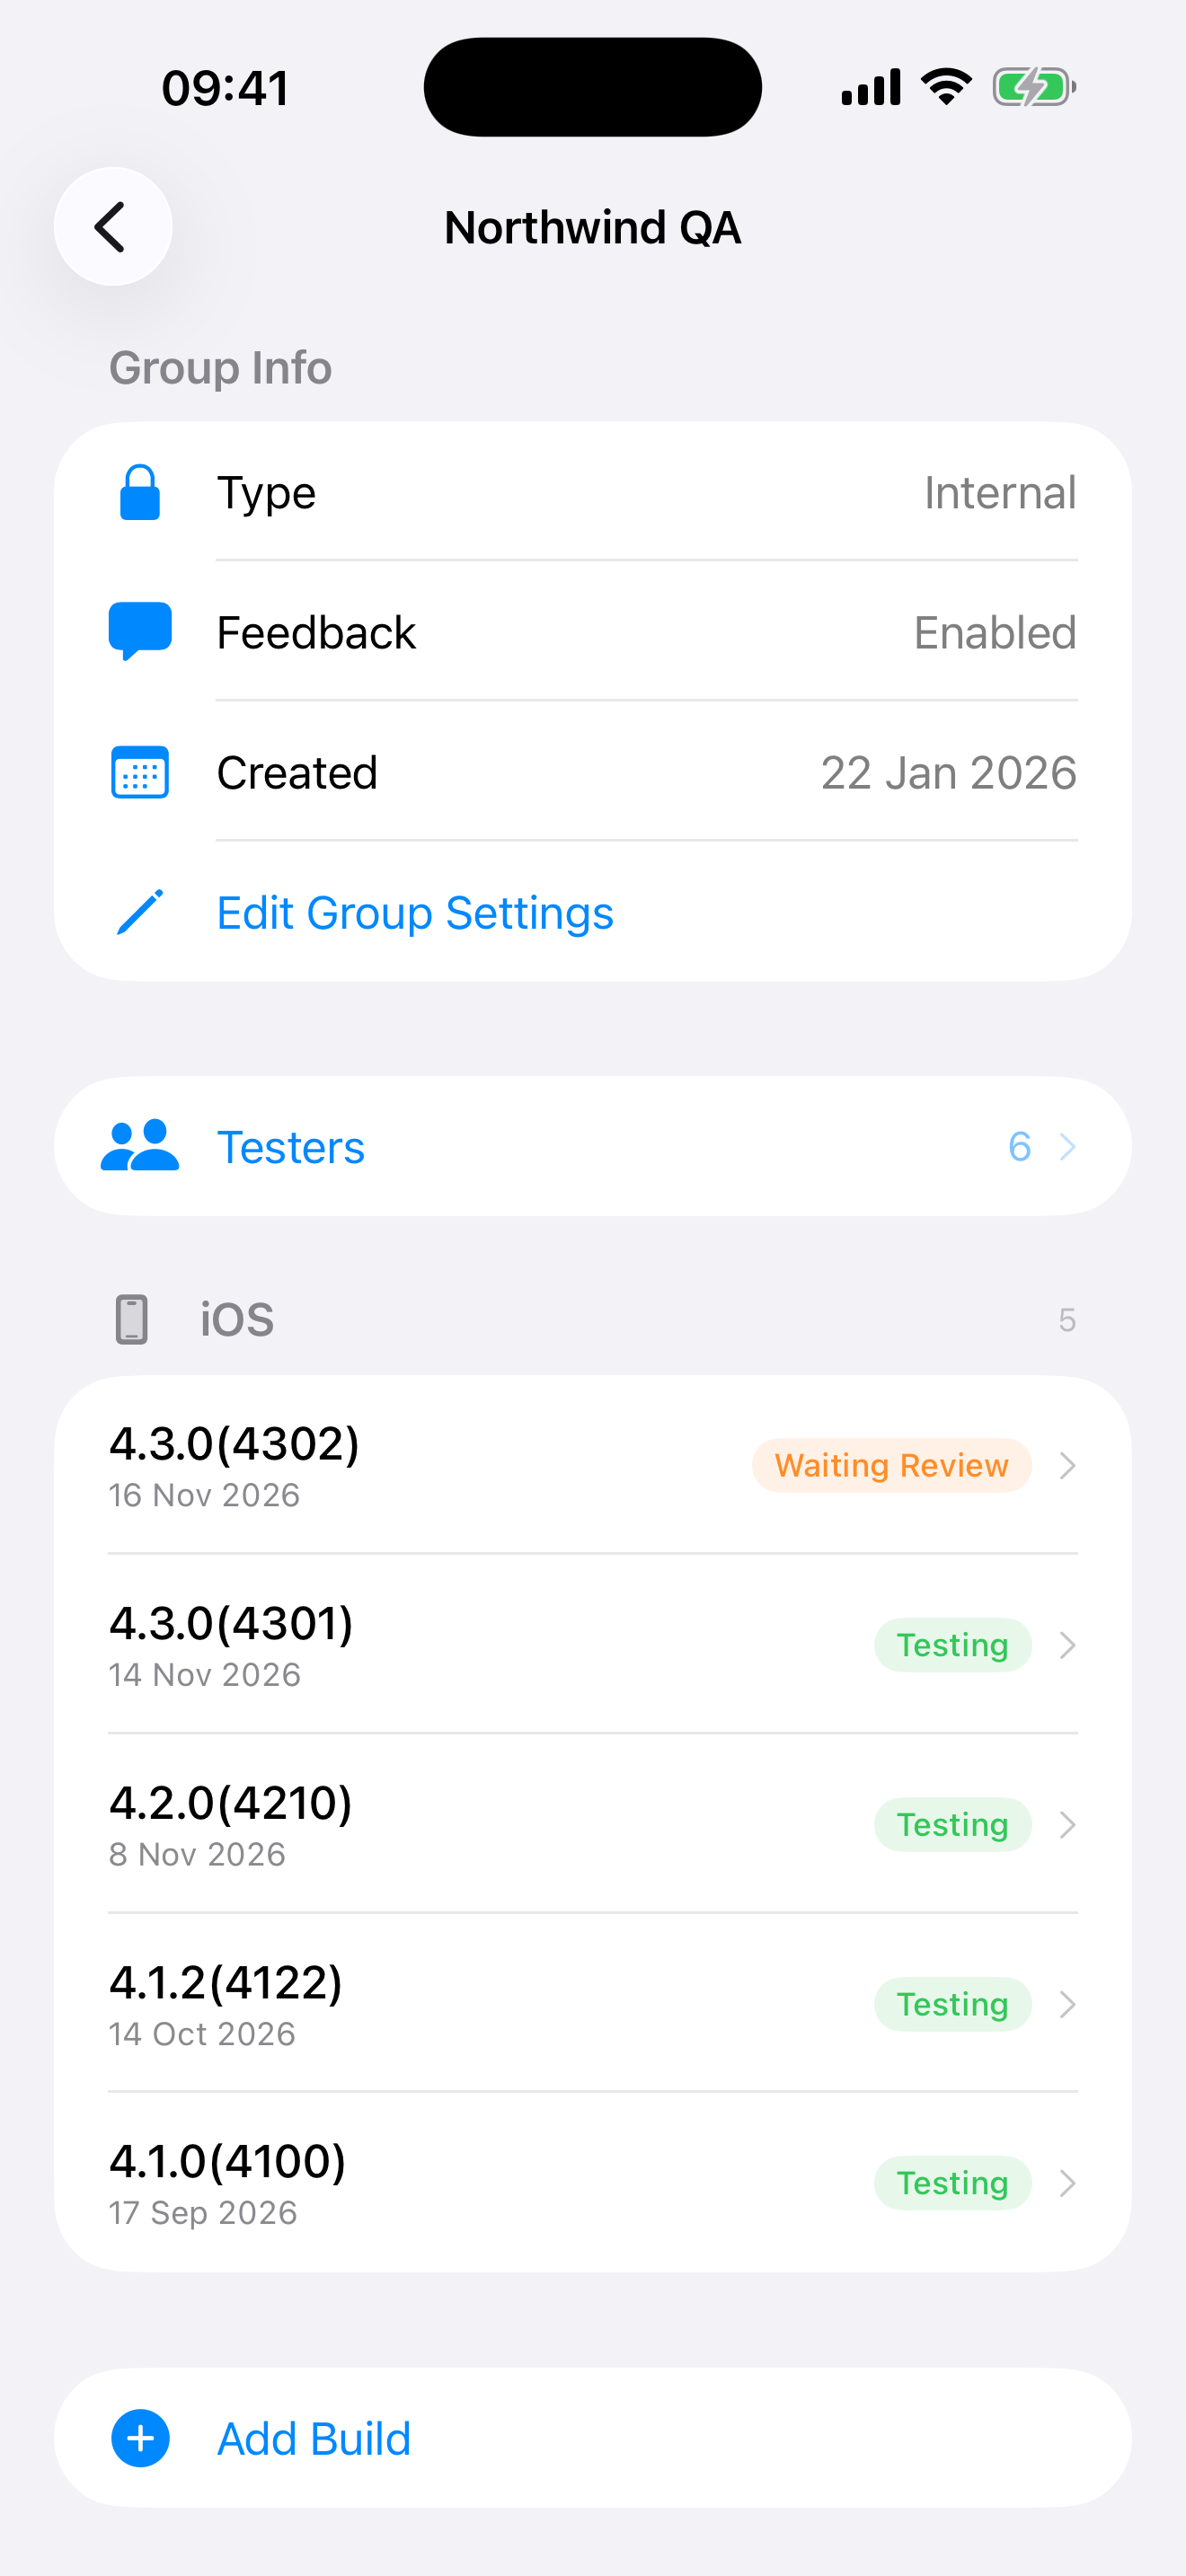 09:41
Northwind QA
Group Info
Type Internal
Feedback Enabled
Created 22 Jan 2026
Edit Group Settings
Testers 6
iOS 5
4.3.0(4302)
16 Nov 2026
Waiting Review
4.3.0(4301)
14 Nov 2026
Testing
4.2.0(4210)
8 Nov 2026
Testing
4.1.2(4122)
14 Oct 2026
Testing
4.1.0(4100)
17 Sep 2026
Testing
Add Build